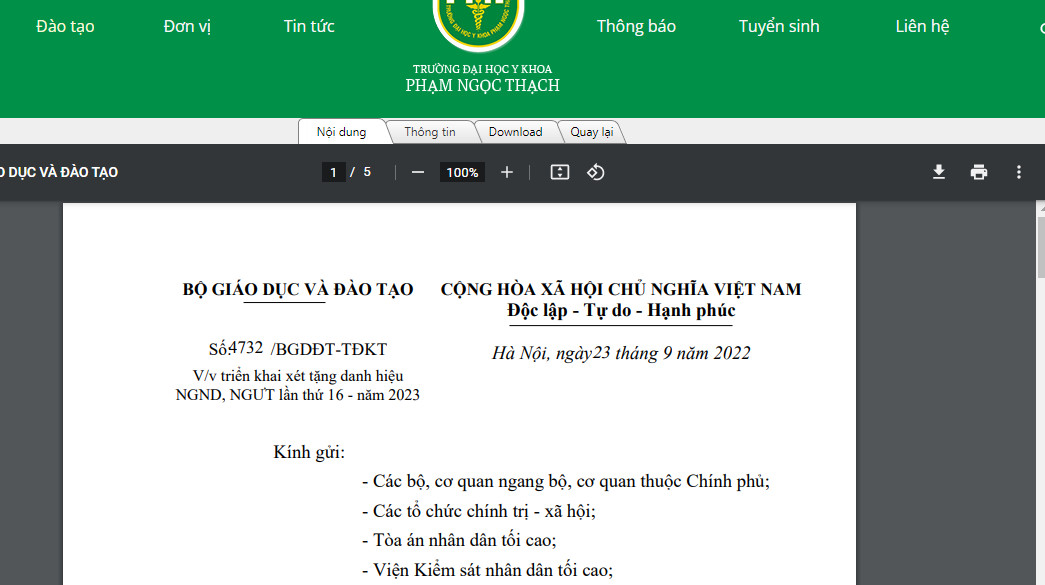 Đào tạo Đơn vị Tin tức Thông báo Tuyển sinh Liên hệ
TRƯỜNG ĐẠI HỌC Y KHOA
PHẠM NGỌC THẠCH
Nội dung Thông tin Download Quay lại
DỤC VÀ ĐÀO TẠO 1 / 5 100%
BỘ GIÁO DỤC VÀ ĐÀO TẠO
CỘNG HÒA XÃ HỘI CHỦ NGHĨA VIỆT NAM
Độc lập - Tự do - Hạnh phúc
Số:4732 /BGDĐT-TĐKT
Hà Nội, ngày23 tháng 9 năm 2022
V/v triển khai xét tặng danh hiệu
NGND, NGƯT lần thứ 16 - năm 2023
Kính gửi:
- Các bộ, cơ quan ngang bộ, cơ quan thuộc Chính phủ;
- Các tổ chức chính trị - xã hội;
- Tòa án nhân dân tối cao;
- Viện Kiểm sát nhân dân tối cao;